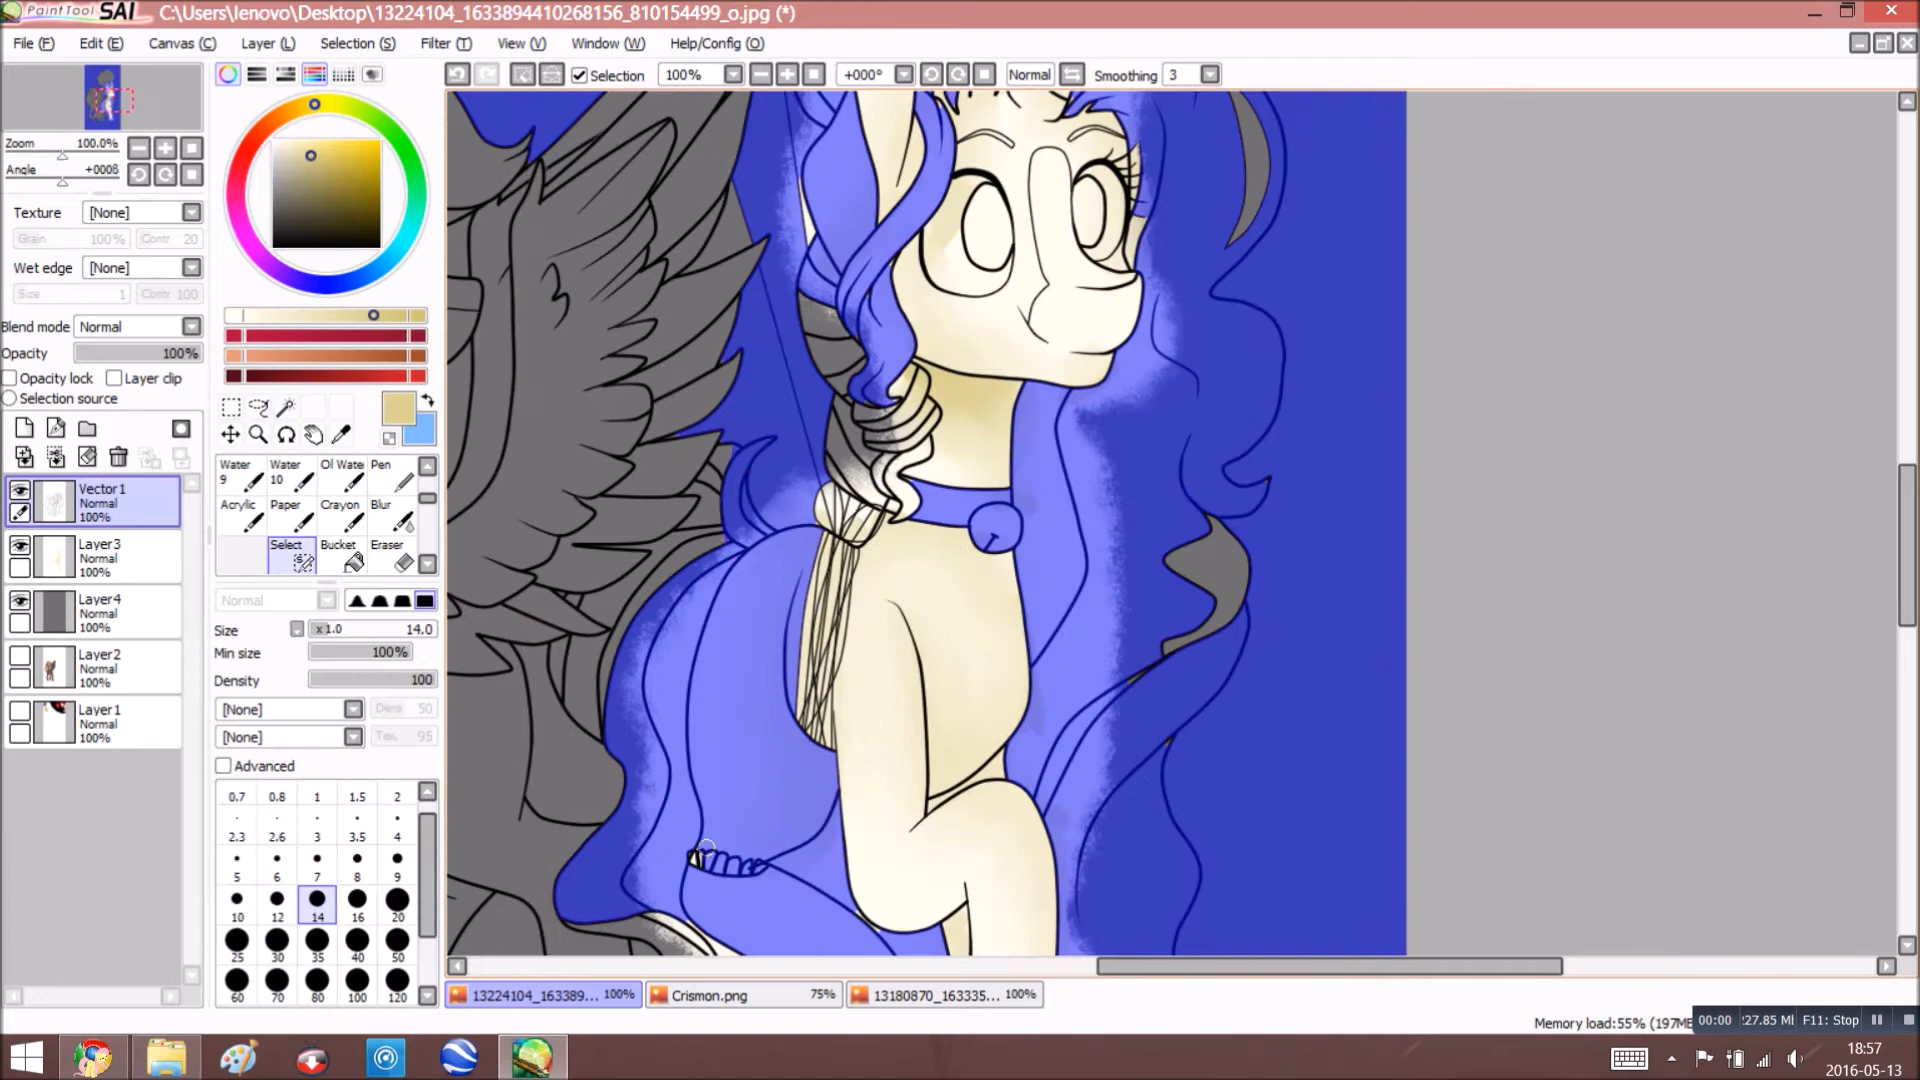 PaintTool SAI C:\Users\lenovo\Desktop\13224104_1633894410268156_810154499_o.jpg (*)
File (F) Edit (E) Canvas (C) Layer (L) Selection (S) Filter (T) View (V) Window (W) Help/Config (O)
Selection 100% +000° Normal Smoothing 3
Zoom 100.0%
Angle +000ß
Texture [None]
Grain 100% Contr 20
Wet edge [None]
Size 1 Contr 100
Blend mode Normal
Opacity 100%
Opacity lock Layer clip
Selection source
Vector1
Normal
100%
Layer3
Normal
100%
Layer4
Normal
100%
Layer2
Normal
100%
Layer1
Normal
100%
Water 9 Water 10 Ol Wate Pen
Acrylic Paper Crayon Blur
Select Bucket Eraser
Normal
Size x1.0 14.0
Min size 100%
Density 100
[None] Dens 50
[None] Tex. 95
Advanced
0.7 0.8 1 1.5 2
2.3 2.6 3 3.5 4
5 6 7 8 9
10 12 14 16 20
25 30 35 40 50
60 70 80 100 120
13224104_163389... 100% Crismon.png 75% 13180870_163335... 100%
Memory load:55% (197MB 00:00 :27.85 MI F11: Stop
18:57
2016-05-13